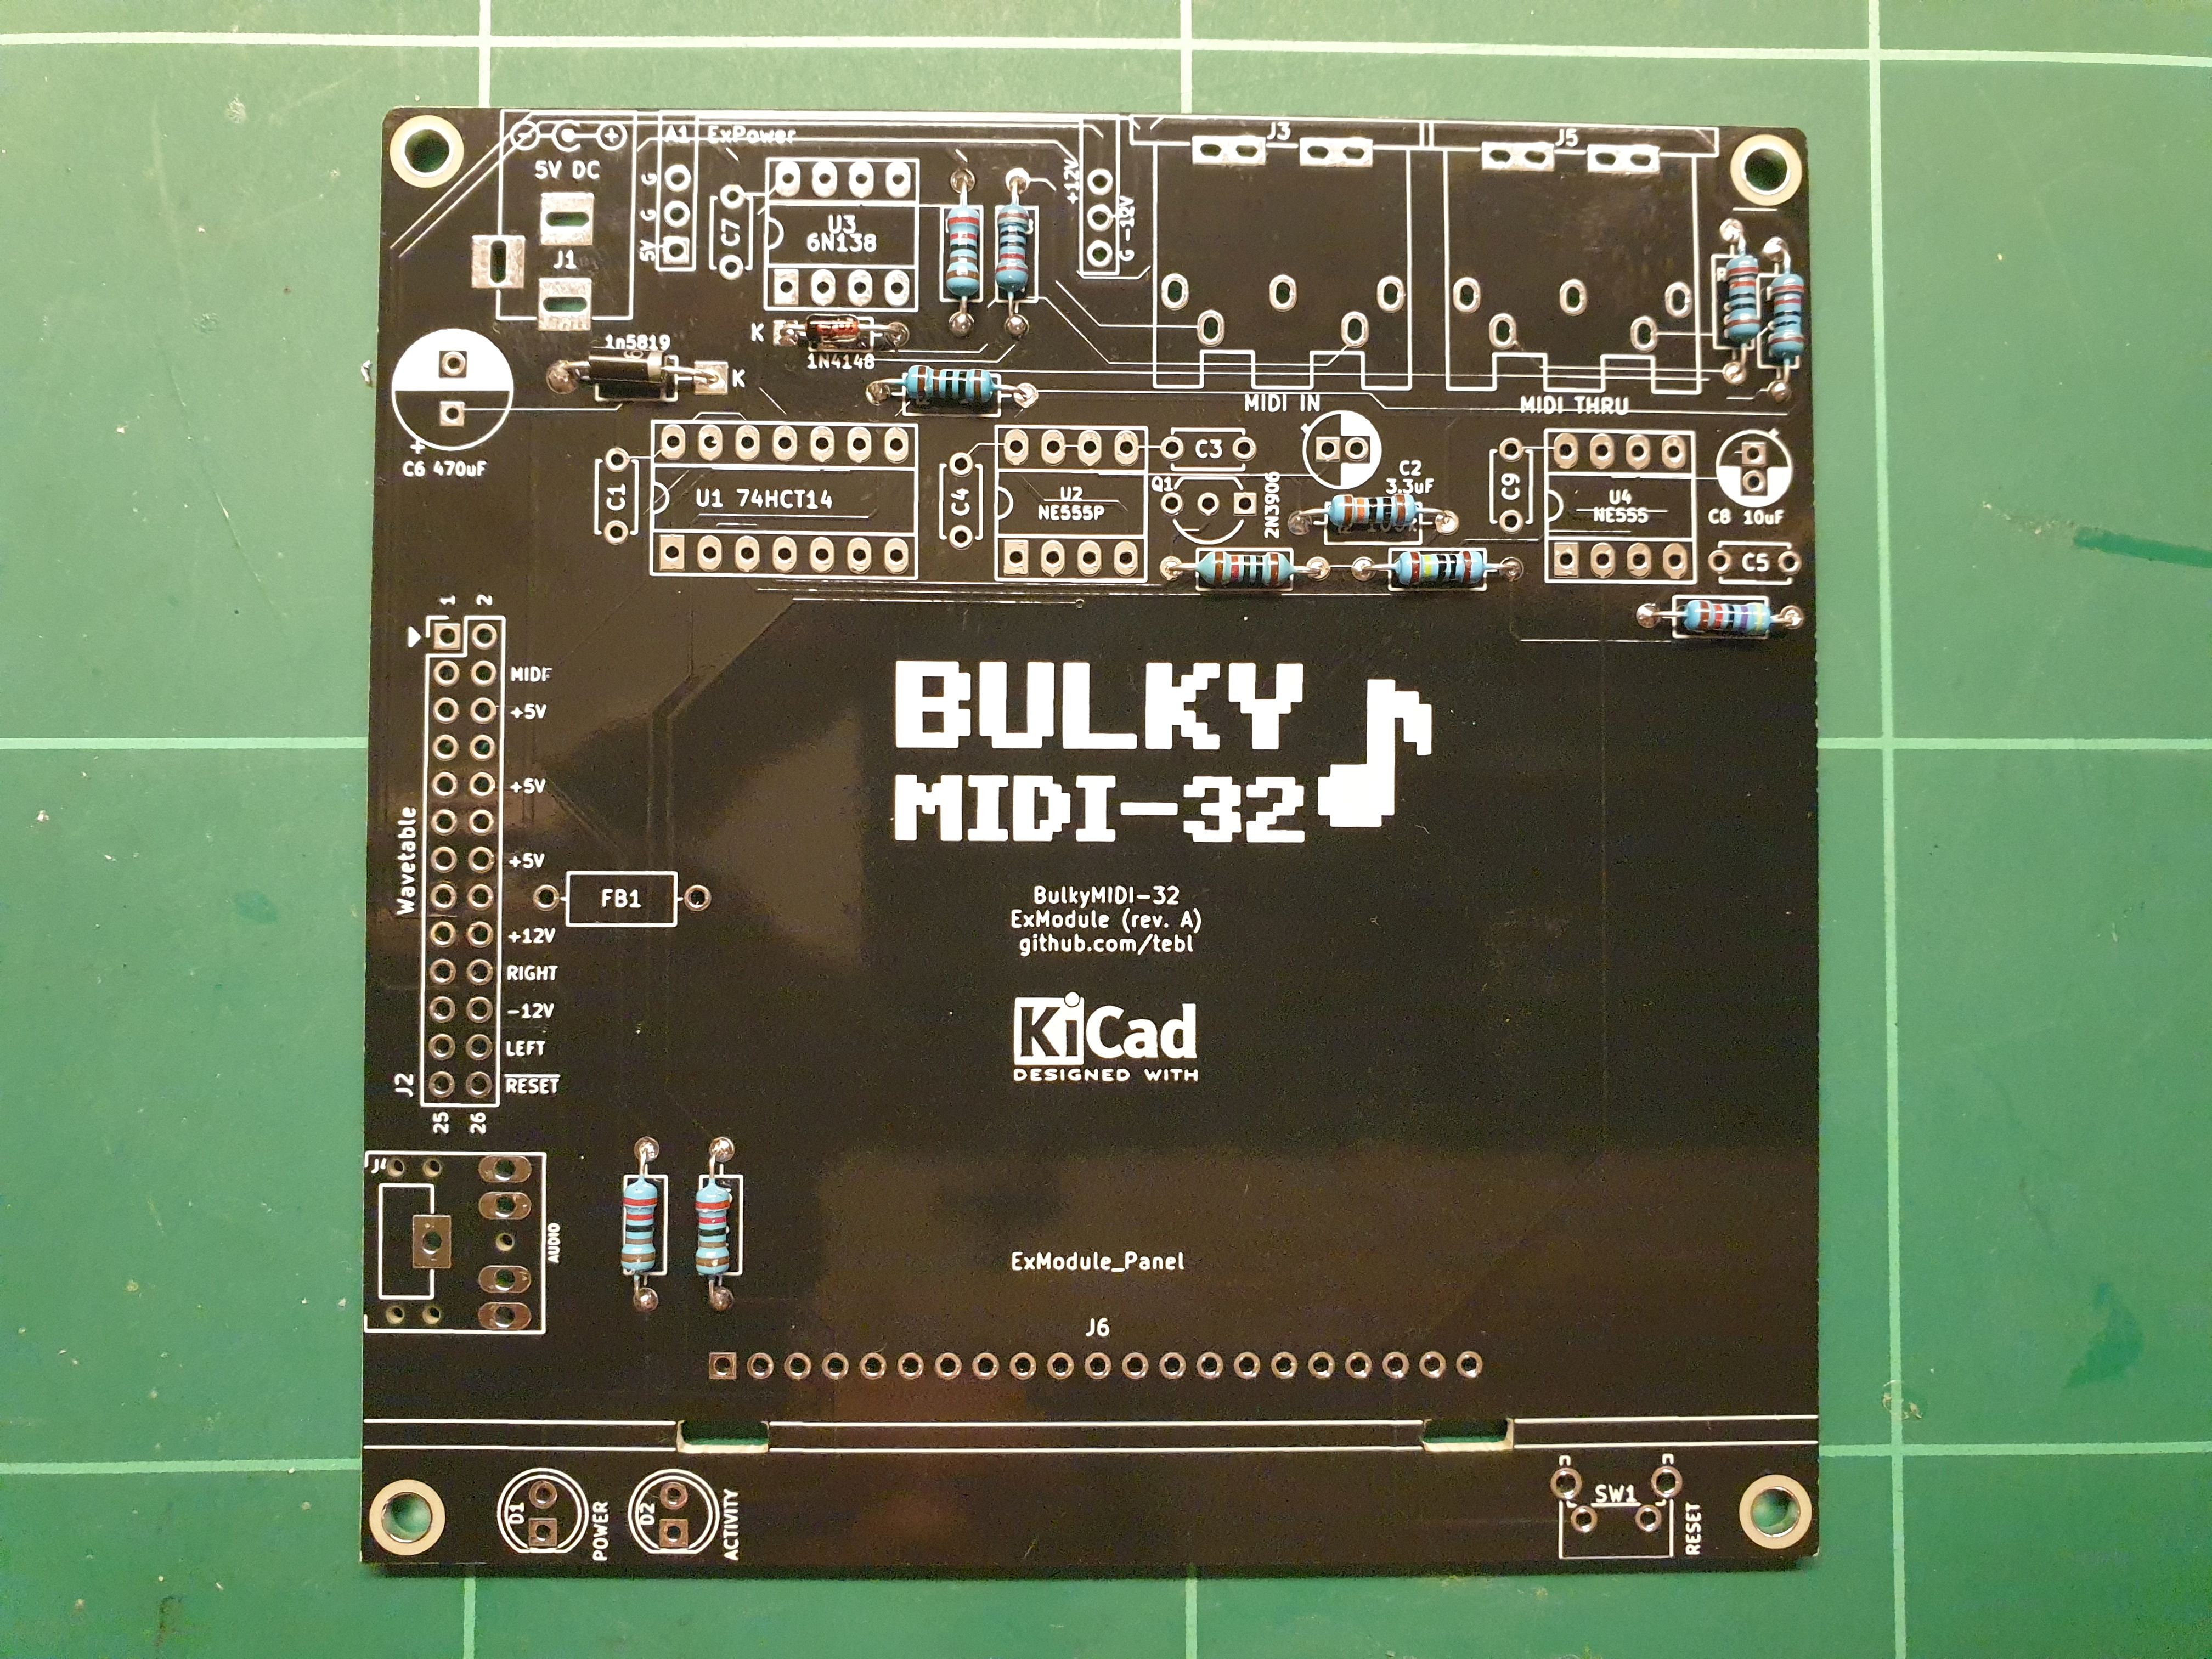 A1 ExPower
5V DC
G
G
5V
J1
C7
U3
6N138
+12V
-12V
G
J3
J5
K
1N4148
1n5819
K
MIDI IN
MIDI THRU
+
C6 470uF
C1
U1 74HCT14
C4
U2
NE555P
C3
Q1
2N3906
C2
3.3uF
C9
U4
NE555
C8 10uF
C5
1
2
MIDI
+5V
+5V
+5V
+12V
RIGHT
-12V
LEFT
RESET
Wavetable
J2
25
26
FB1
BULKY
MIDI-32
BulkyMIDI-32
ExModule (rev. A)
github.com/tebl
KiCad
DESIGNED WITH
J4
AUDIO
ExModule_Panel
J6
D1
POWER
D2
ACTIVITY
SW1
RESET